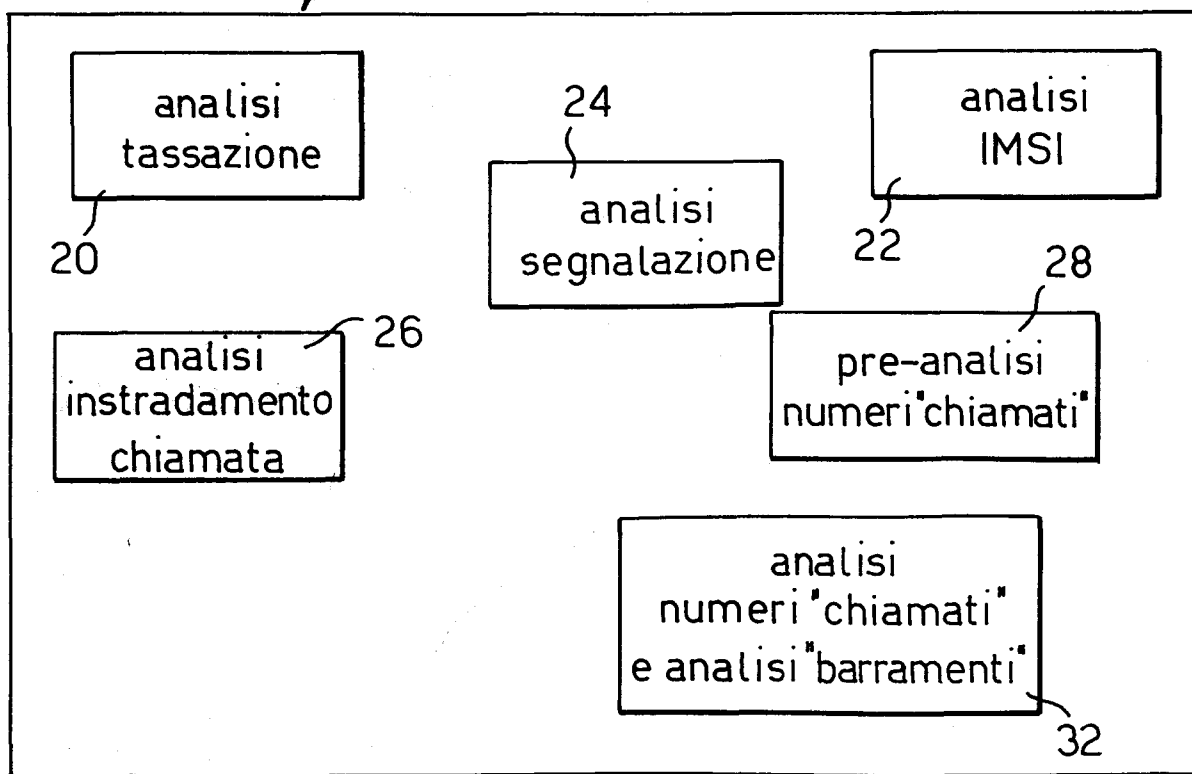 analisi
tassazione
20
24
analisi
segnalazione
analisi
IMSI
22
26
analisi
instradamento
chiamata
28
pre-analisi
numeri "chiamati"
analisi
numeri "chiamati"
e analisi "barramenti"
32